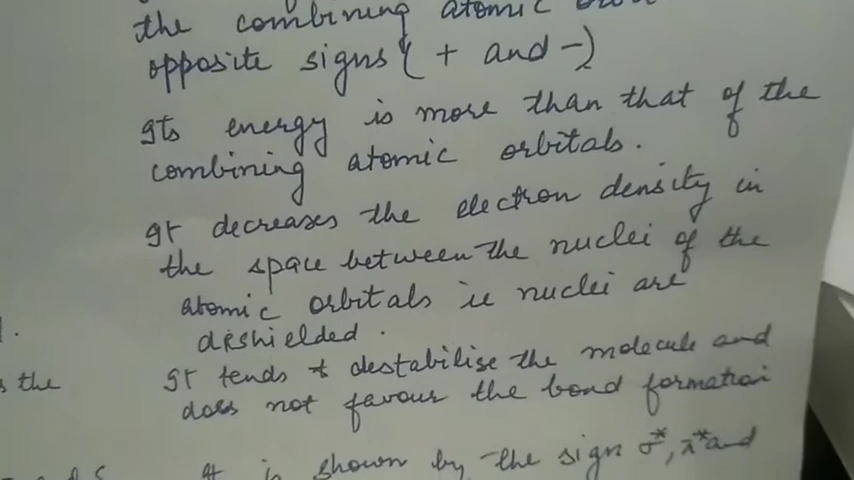 the combining atomic
opposite signs ( + and -)
Its energy is more than that of the
combining atomic orbitals.
It decreases the electron density in
the space between the nuclei of the
atomic orbitals ie nuclei are
deshielded.
s the
It tends to destabilise the molecule and
does not favour the bond formation
It is shown by the sign σ*, π* and